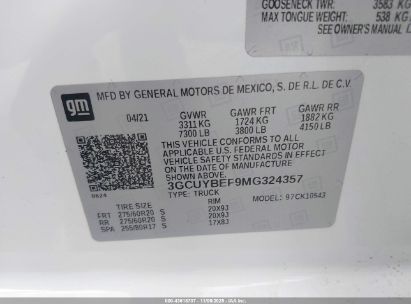 GOOSENECK TWR: 3583 KG
MAX TONGUE WEIGHT: 538 KG
SEE OWNER'S MANUAL
gm
MFD BY GENERAL MOTORS DE MEXICO, S. DE R.L. DE C.V.
04/21 GVWR GAWR FRT GAWR RR
3311 KG 1724 KG 1882 KG
7300 LB 3800 LB 4150 LB
THIS VEHICLE CONFORMS TO ALL
APPLICABLE U.S. FEDERAL MOTOR
VEHICLE SAFETY STANDARDS IN
EFFECT ON THE DATE OF
MANUFACTURE SHOWN ABOVE.
3GCUYBEF9MG324357
TYPE: TRUCK MODEL: 97CK10543
0624
TIRE SIZE RIM
FRT 275/60R20 S 20X9J
RR 275/60R20 S 20X9J
SPA 255/80R17 S 17X8J